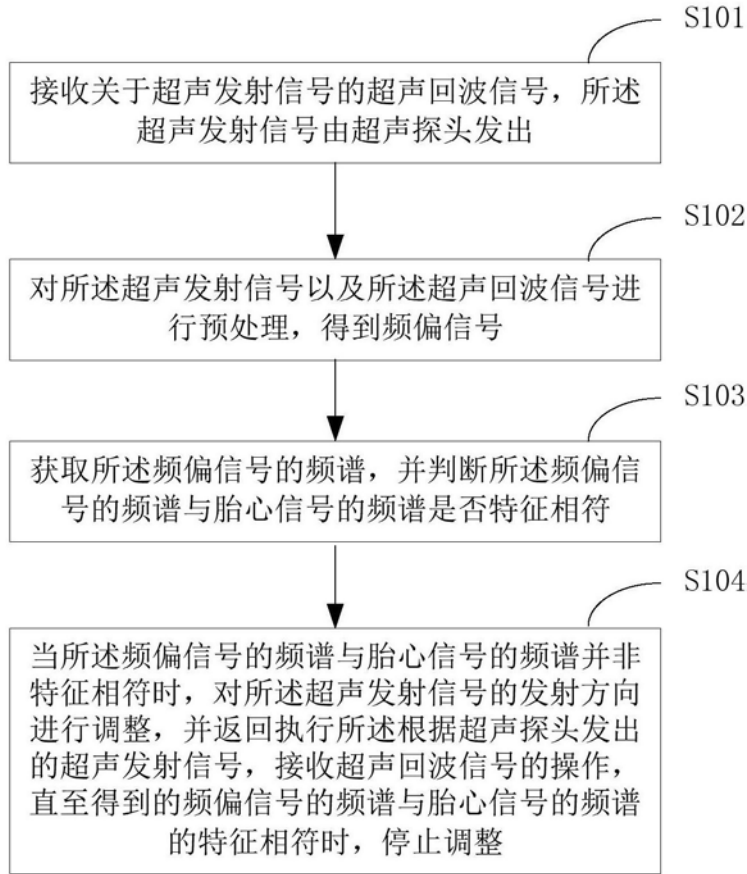 S101
接收关于超声发射信号的超声回波信号，所述
超声发射信号由超声探头发出
S102
对所述超声发射信号以及所述超声回波信号进
行预处理，得到频偏信号
S103
获取所述频偏信号的频谱，并判断所述频偏信
号的频谱与胎心信号的频谱是否特征相符
S104
当所述频偏信号的频谱与胎心信号的频谱并非
特征相符时，对所述超声发射信号的发射方向
进行调整，并返回执行所述根据超声探头发出
的超声发射信号，接收超声回波信号的操作，
直至得到的频偏信号的频谱与胎心信号的频谱
的特征相符时，停止调整